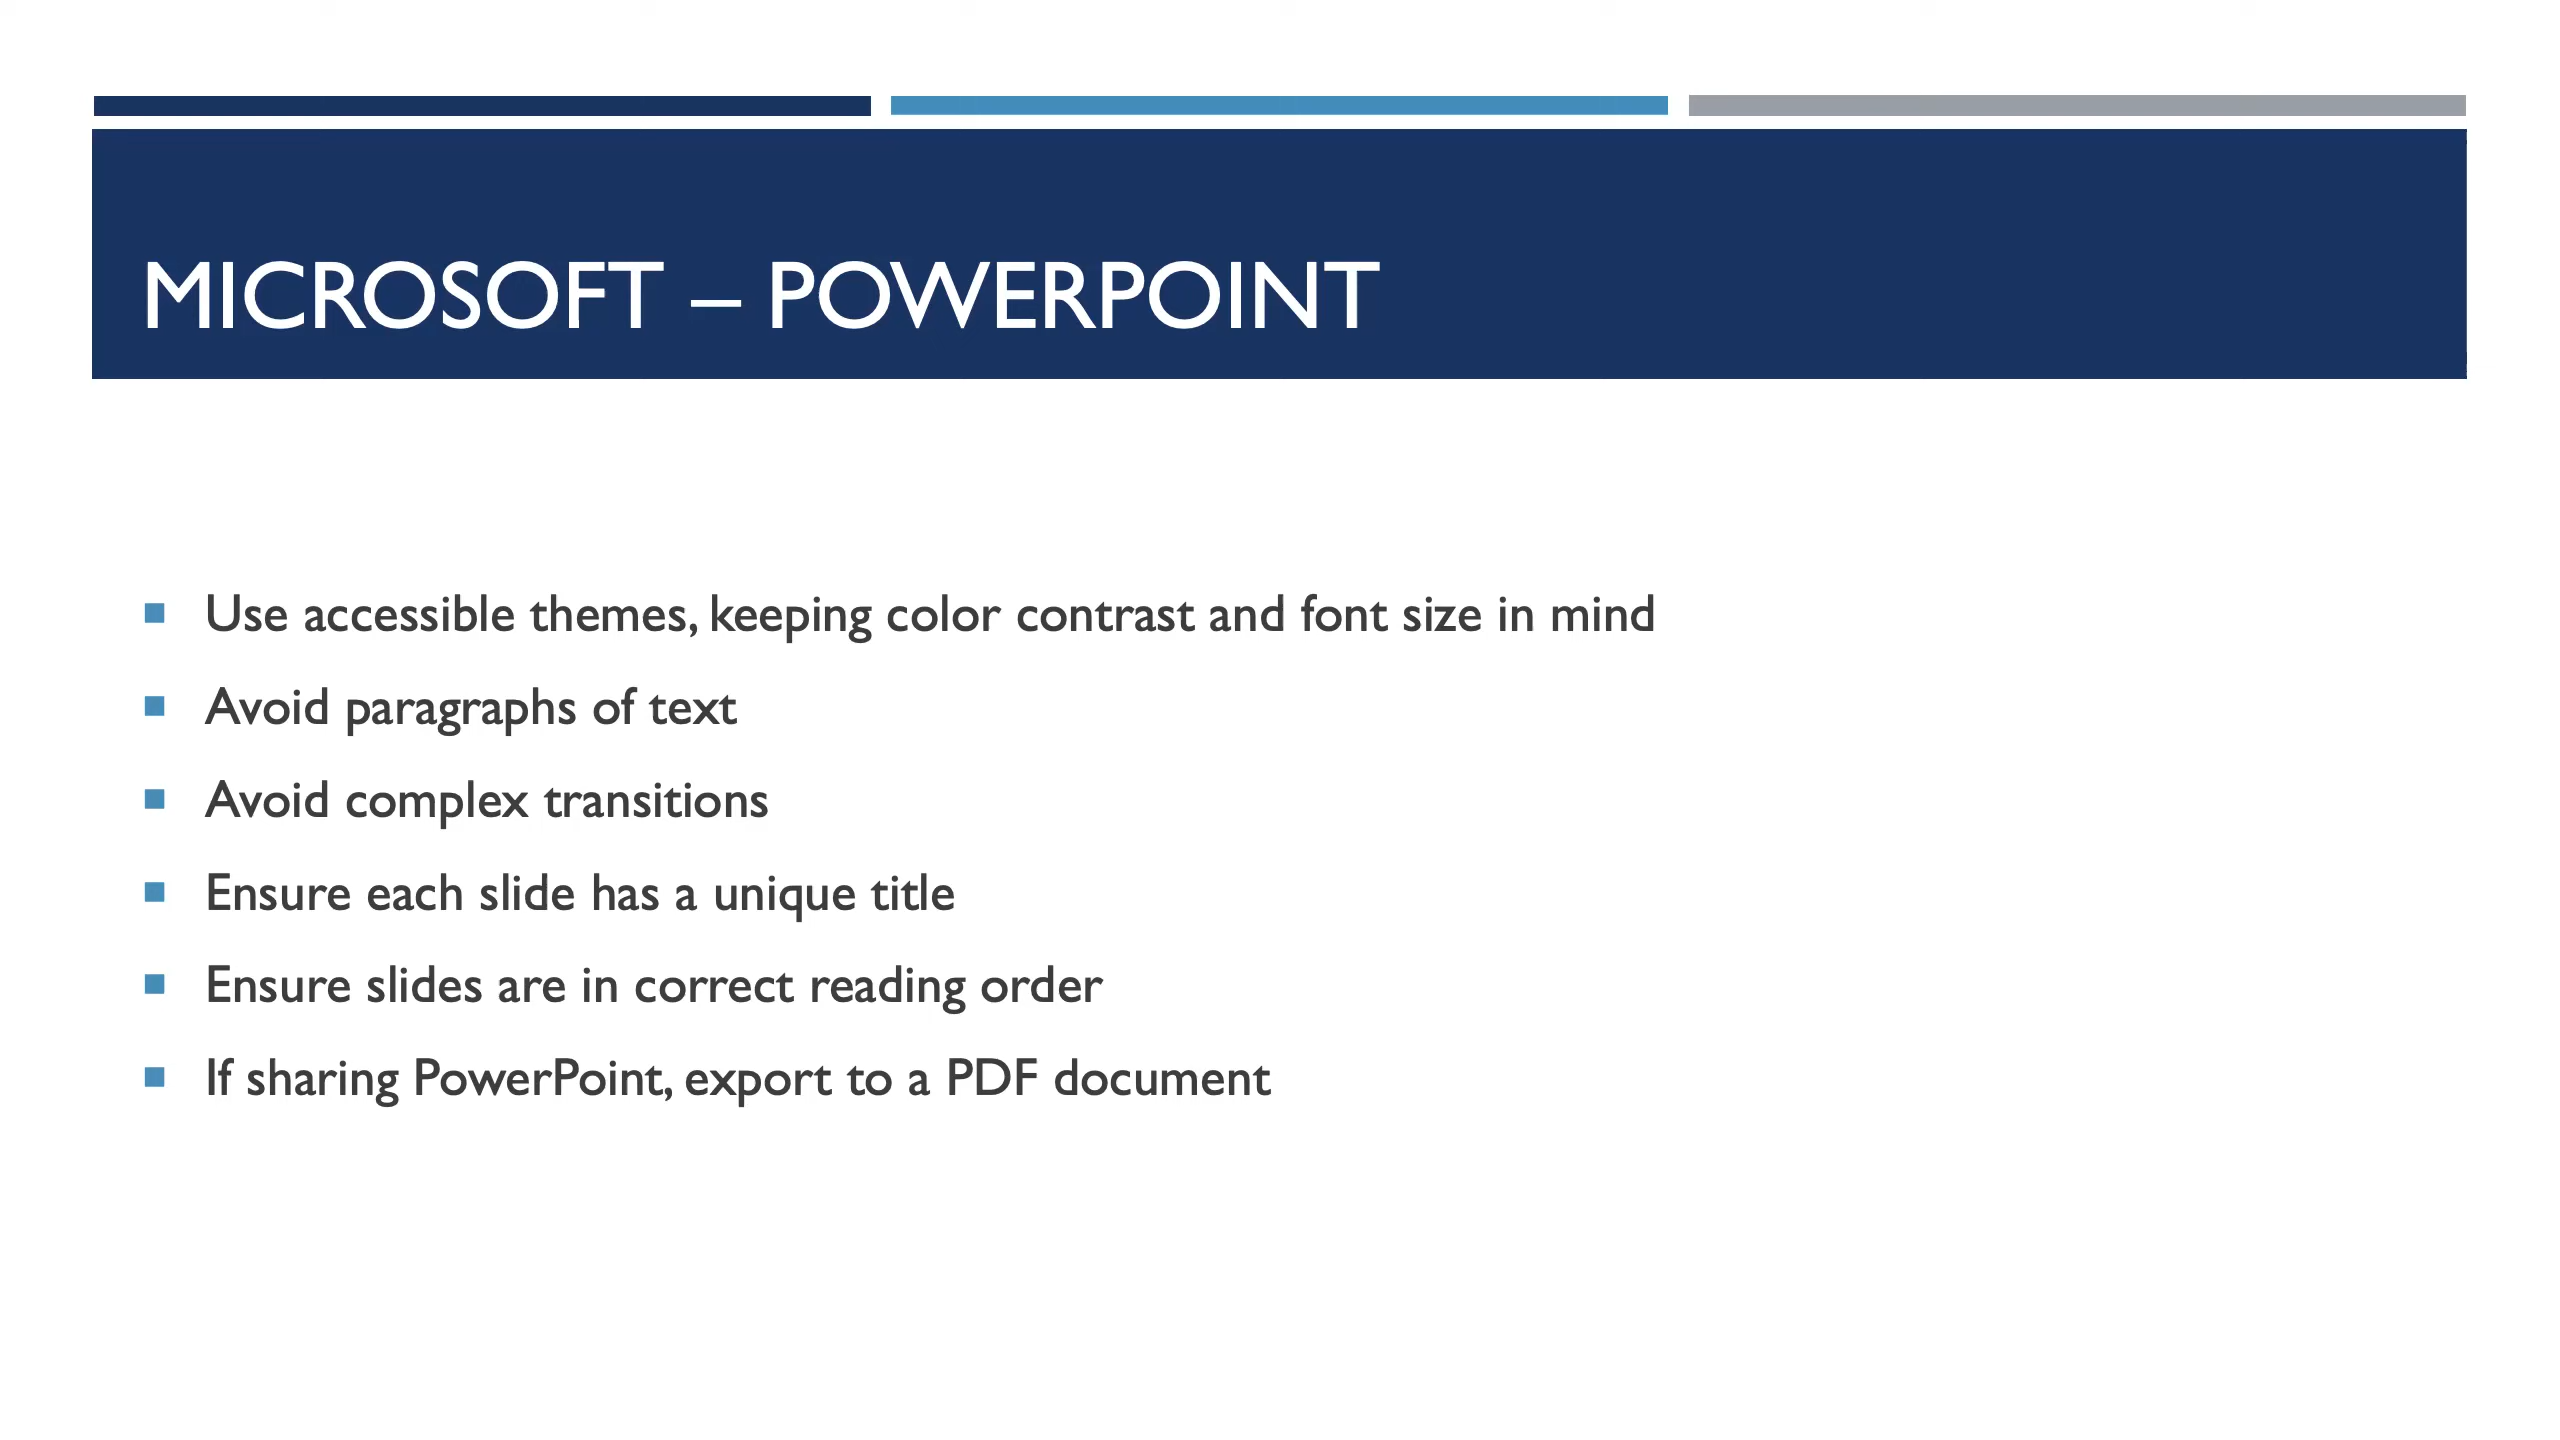 MICROSOFT – POWERPOINT
Use accessible themes, keeping color contrast and font size in mind
Avoid paragraphs of text
Avoid complex transitions
Ensure each slide has a unique title
Ensure slides are in correct reading order
If sharing PowerPoint, export to a PDF document